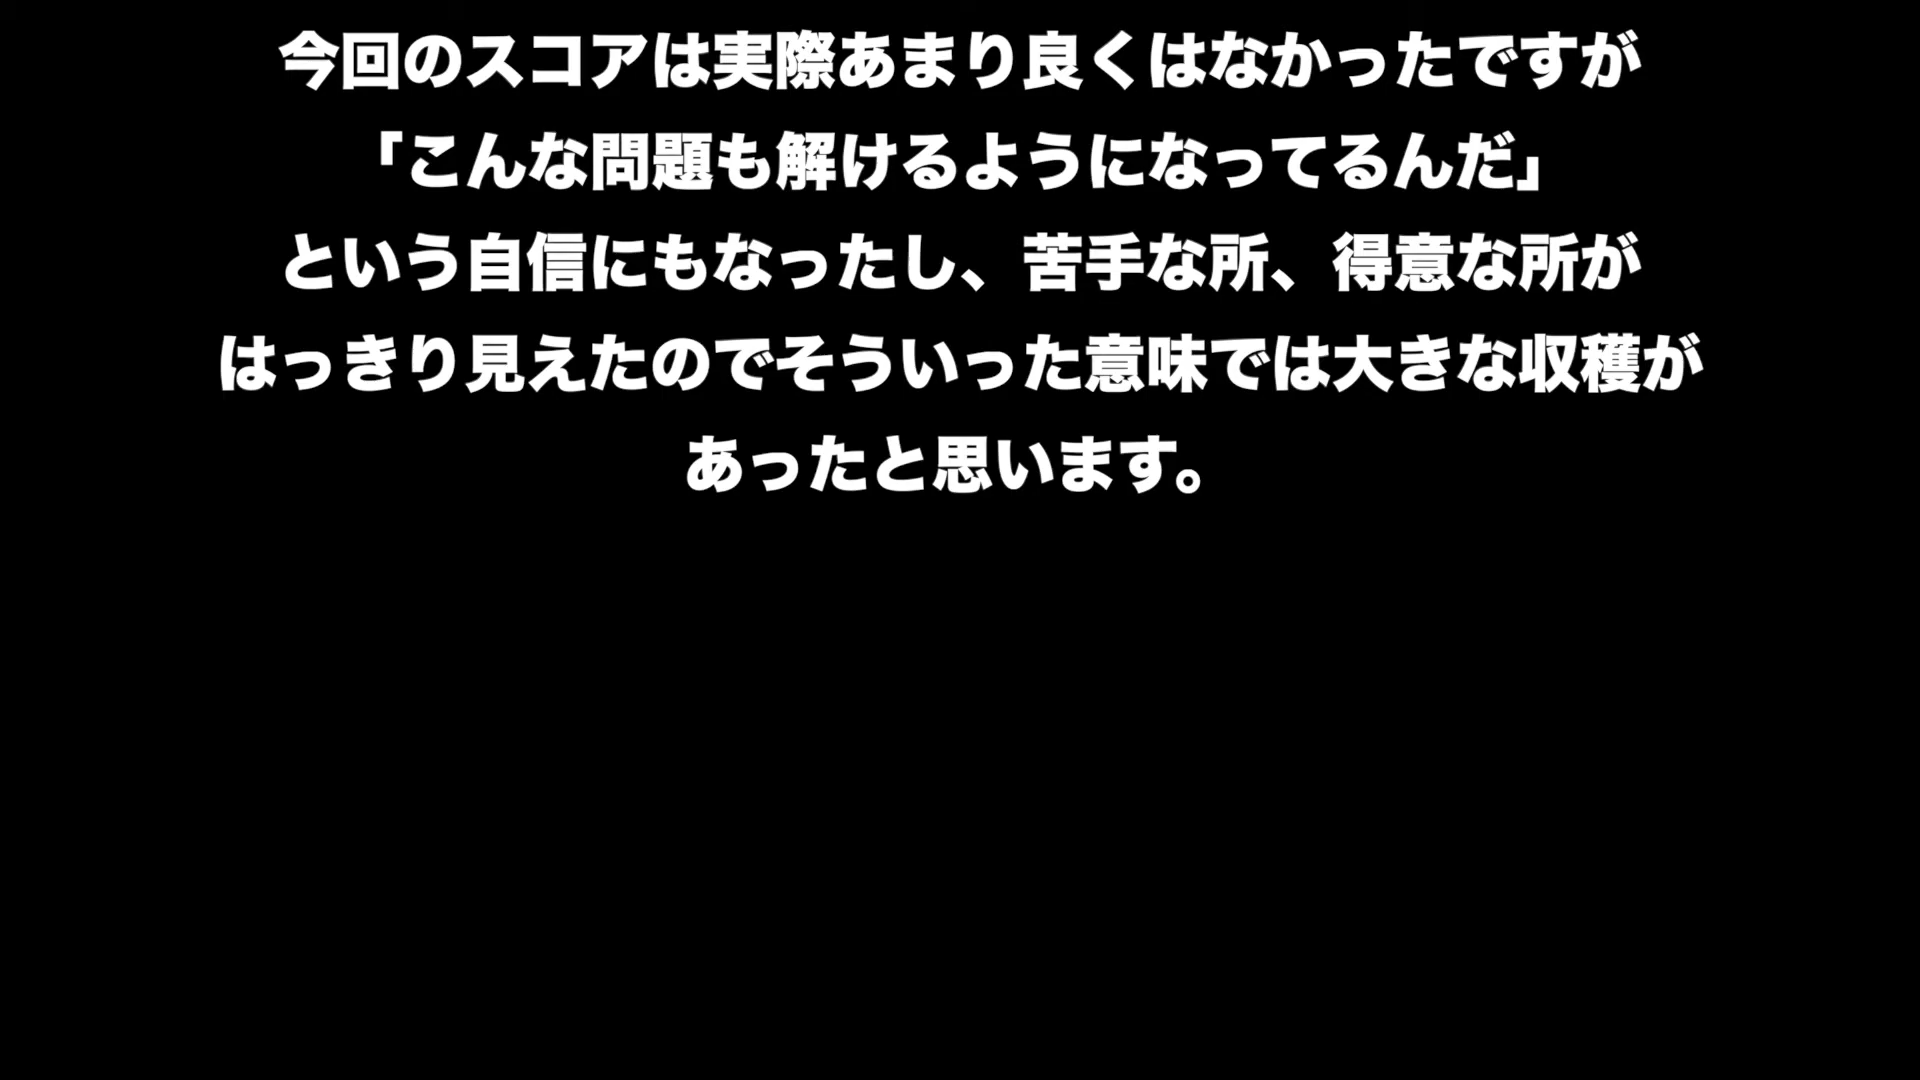 今回のスコアは実際あまり良くはなかったですが
「こんな問題も解けるようになってるんだ」
という自信にもなったし、苦手な所、得意な所が
はっきり見えたのでそういった意味では大きな収穫が
あったと思います。